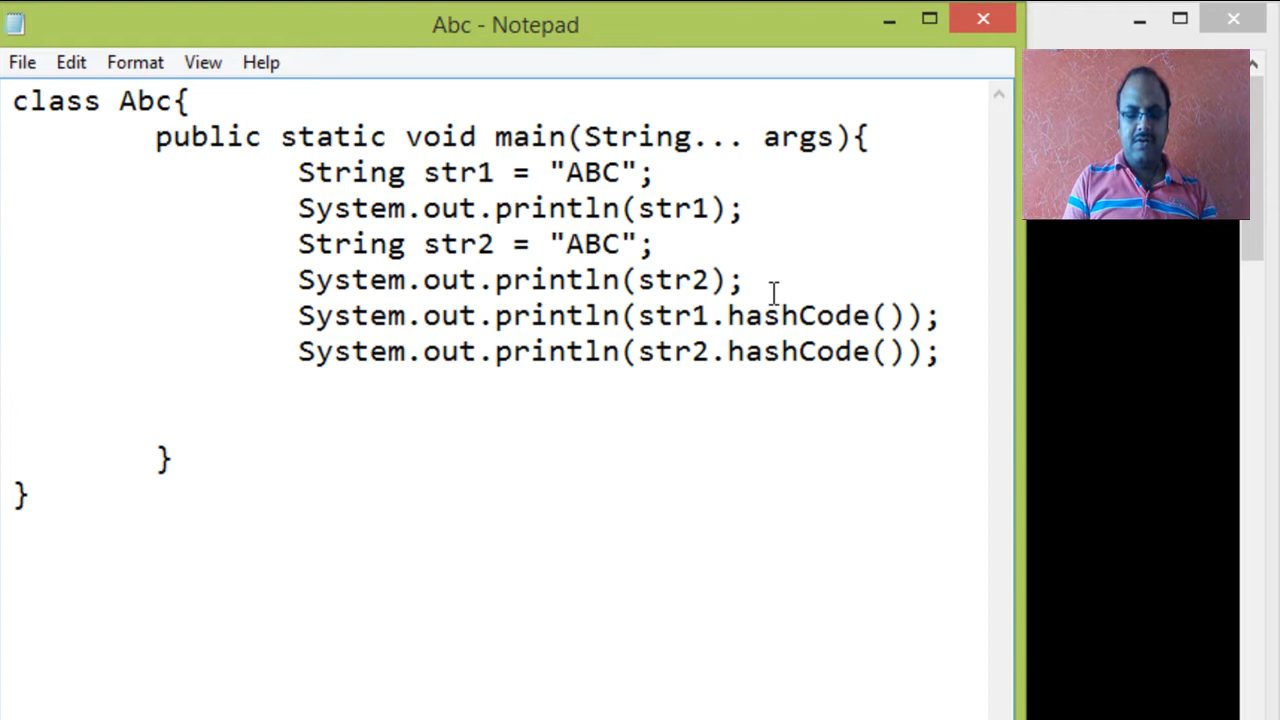 Abc - Notepad
File Edit Format View Help
class Abc{
public static void main(String... args){
String str1 = "ABC";
System.out.println(str1);
String str2 = "ABC";
System.out.println(str2);
System.out.println(str1.hashCode());
System.out.println(str2.hashCode());
}
}